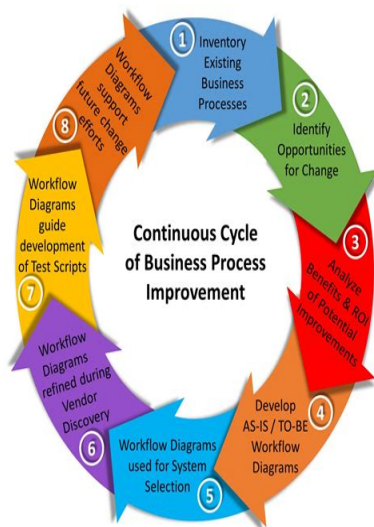 Continuous Cycle
of Business Process
Improvement
1
Inventory
Existing
Business
Processes
2
Identify
Opportunities
for Change
3
Analyze
Benefits & ROI
of Potential
Improvements
4
Develop
AS-IS / TO-BE
Workflow
Diagrams
5
Workflow Diagrams
used for System
Selection
6
Workflow
Diagrams
refined during
Vendor
Discovery
7
Workflow
Diagrams
guide
development
of Test Scripts
8
Workflow
Diagrams
support
future change
efforts